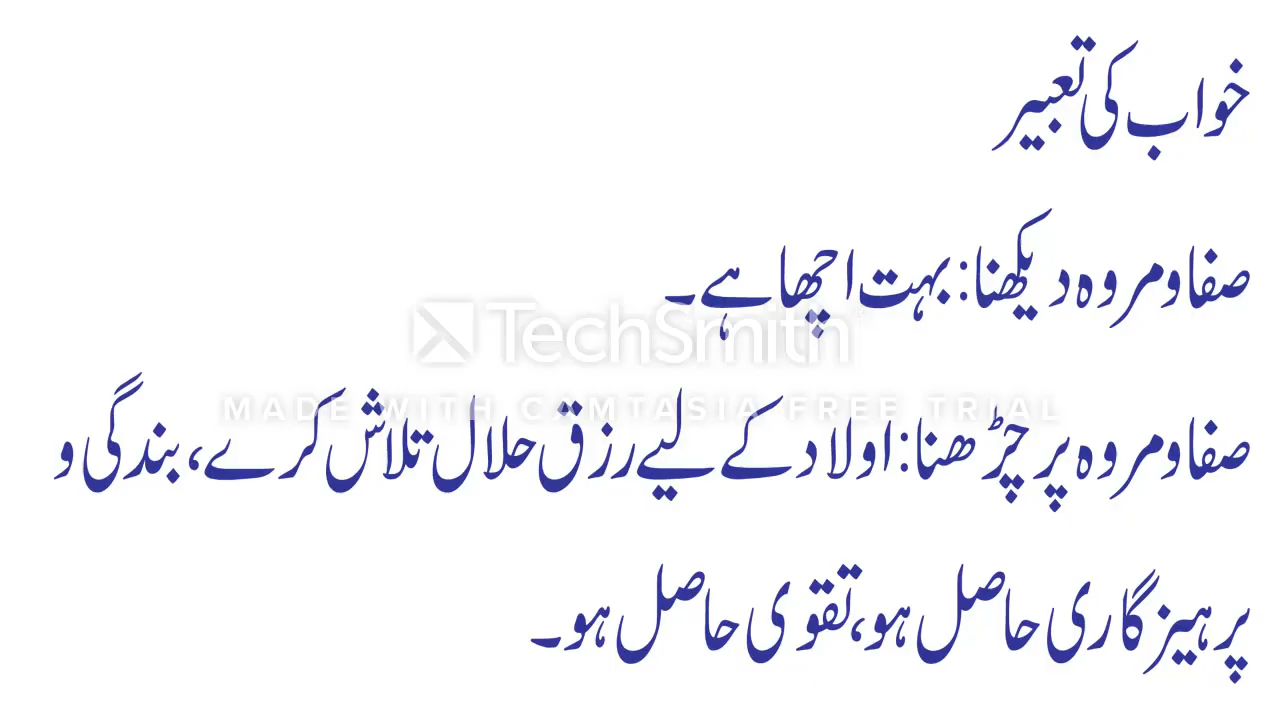 خواب کی تعبیر
صفا و مروہ دیکھنا: بہت اچھا ہے۔
TechSmith
MADE WITH CAMTASIA FREE TRIAL
صفا و مروہ پر چڑھنا: اولاد کے لیے رزق حلال تلاش کرے، بندگی و
پرہیزگاری حاصل ہو، تقوی حاصل ہو۔